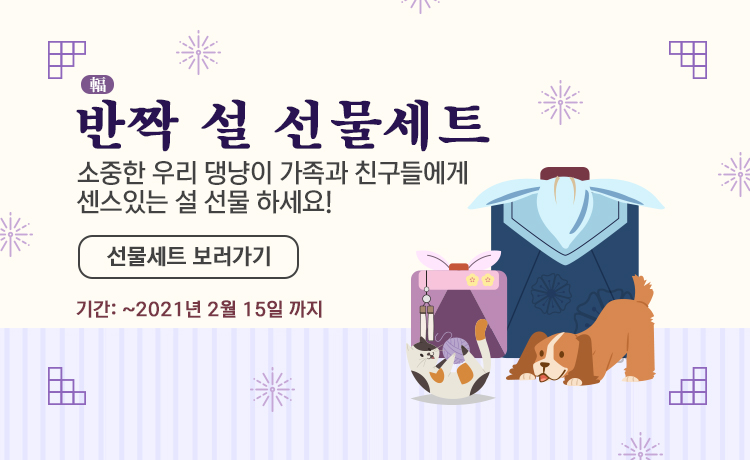 輻
반짝 설 선물세트
소중한 우리 댕냥이 가족과 친구들에게
센스있는 설 선물 하세요!
선물세트 보러가기
기간: ~2021년 2월 15일 까지